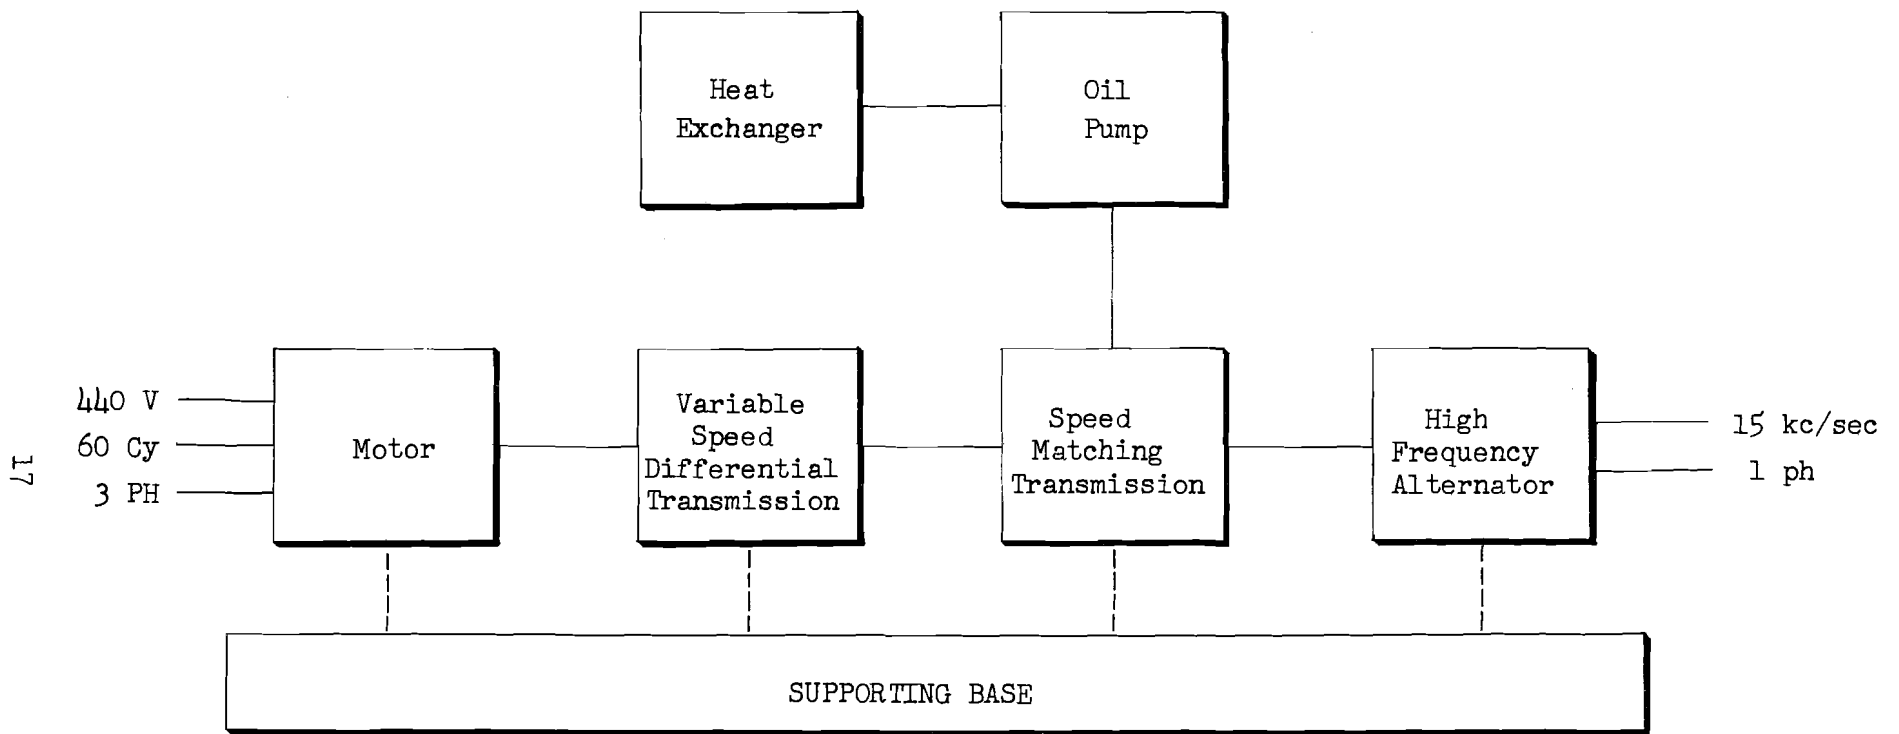 Heat
Exchanger
Oil
Pump
440 V
60 Cy
3 PH
Motor
Variable
Speed
Differential
Transmission
Speed
Matching
Transmission
High
Frequency
Alternator
15 kc/sec
1 ph
SUPPORTING BASE
17